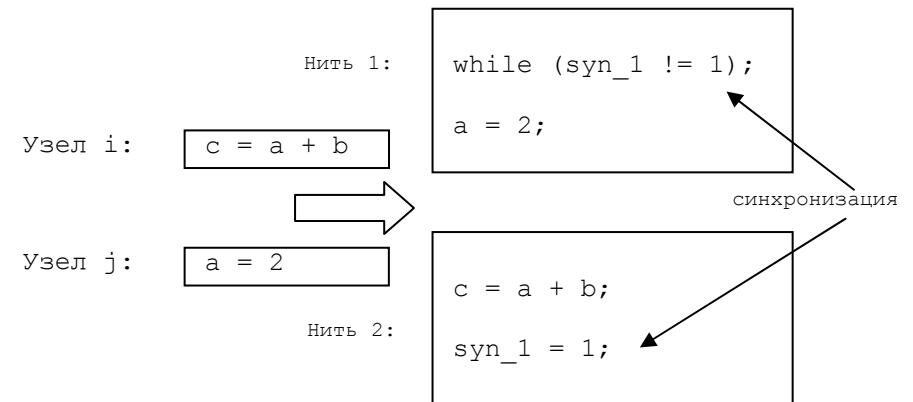 Нить 1:
while (syn_1 != 1);
a = 2;
Узел i:
c = a + b
синхронизация
Узел j:
a = 2
c = a + b;
Нить 2:
syn_1 = 1;